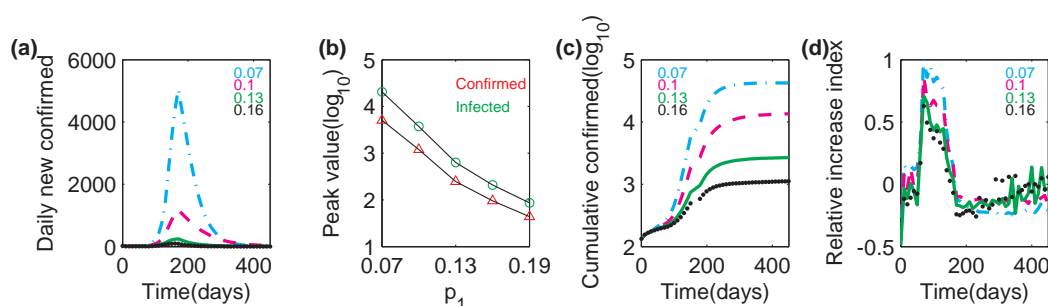 (a)
Daily new confirmed
6000
4000
2000
0
0
200
400
Time(days)
0.07
0.1
0.13
0.16
(b)
Peak value(log10)
5
4
3
2
1
0.07
0.13
0.19
p1
Confirmed
Infected
(c)
Cumulative confirmed(log10)
5
4
3
2
0
200
400
Time(days)
0.07
0.1
0.13
0.16
(d)
Relative increase index
1
0.5
0
-0.5
0
200
400
Time(days)
0.07
0.1
0.13
0.16